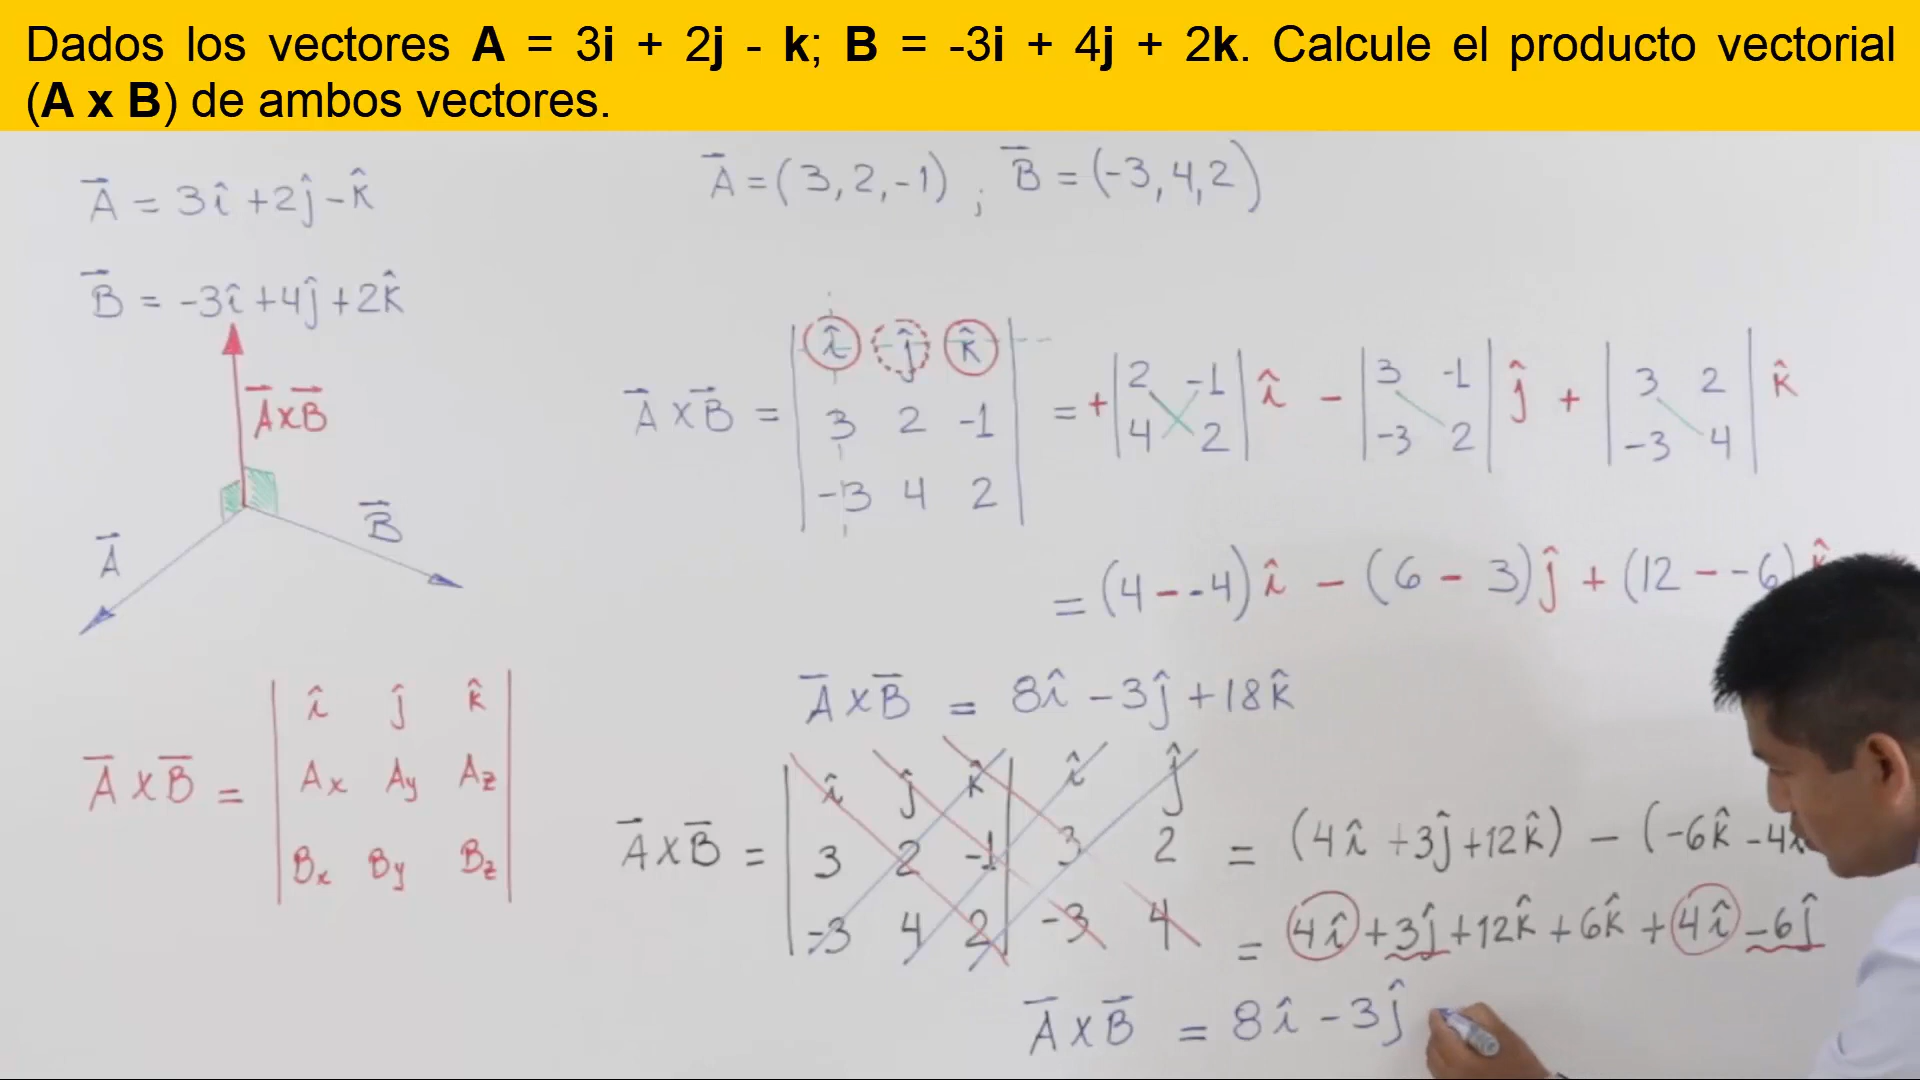 Dados los vectores A = 3i + 2j - k; B = -3i + 4j + 2k. Calcule el producto vectorial
(A x B) de ambos vectores.
A = 3î + 2ĵ - k̂
A = (3, 2, -1) ; B = (-3, 4, 2)
B = -3î + 4ĵ + 2k̂
A x B
A
B
A x B = | î ĵ k̂ | = + | 2 -1 | î - | 3 -1 | ĵ + | 3 2 | k̂
3 2 -1
4 2
-3 2
-3 4
-3 4 2
= (4 - -4) î - (6 - 3) ĵ + (12 - -6)
A x B = 8î - 3ĵ + 18k̂
A x B = | î ĵ k̂ |
Ax Ay Az
Bx By Bz
A x B = | î ĵ k̂ | î ĵ
3 2 -1 3 2
-3 4 2 -3 4
= (4î + 3ĵ + 12k̂) - (-6k̂ - 4
= 4î + 3ĵ + 12k̂ + 6k̂ + 4î - 6ĵ
A x B = 8î - 3ĵ